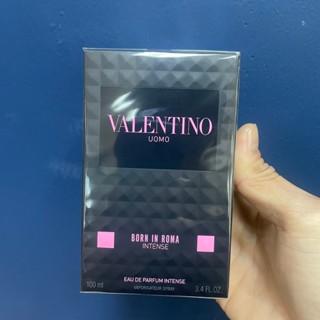 VALENTINO
UOMO
BORN IN ROMA
INTENSE
EAU DE PARFUM INTENSE
VAPORISATEUR SPRAY
100 ml
3.4 FL.OZ.